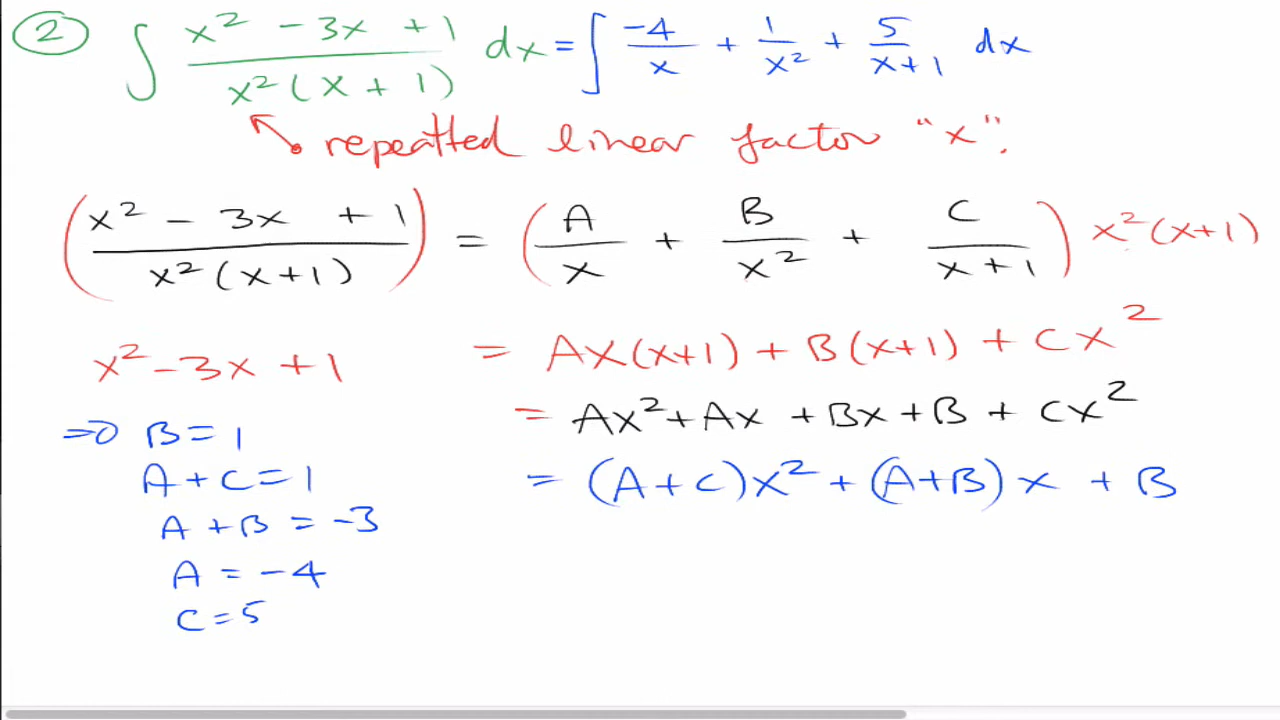 ② ∫ (x² - 3x + 1)/(x²(x + 1)) dx = ∫ -4/x + 1/x² + 5/(x+1) dx
repeatted linear factor "x".
((x² - 3x + 1)/(x²(x+1))) = (A/x + B/x² + C/(x+1)) x²(x+1)
x² - 3x + 1 = Ax(x+1) + B(x+1) + Cx²
= Ax² + Ax + Bx + B + Cx²
⇒ B = 1
A + C = 1 = (A+C)x² + (A+B)x + B
A + B = -3
A = -4
C = 5